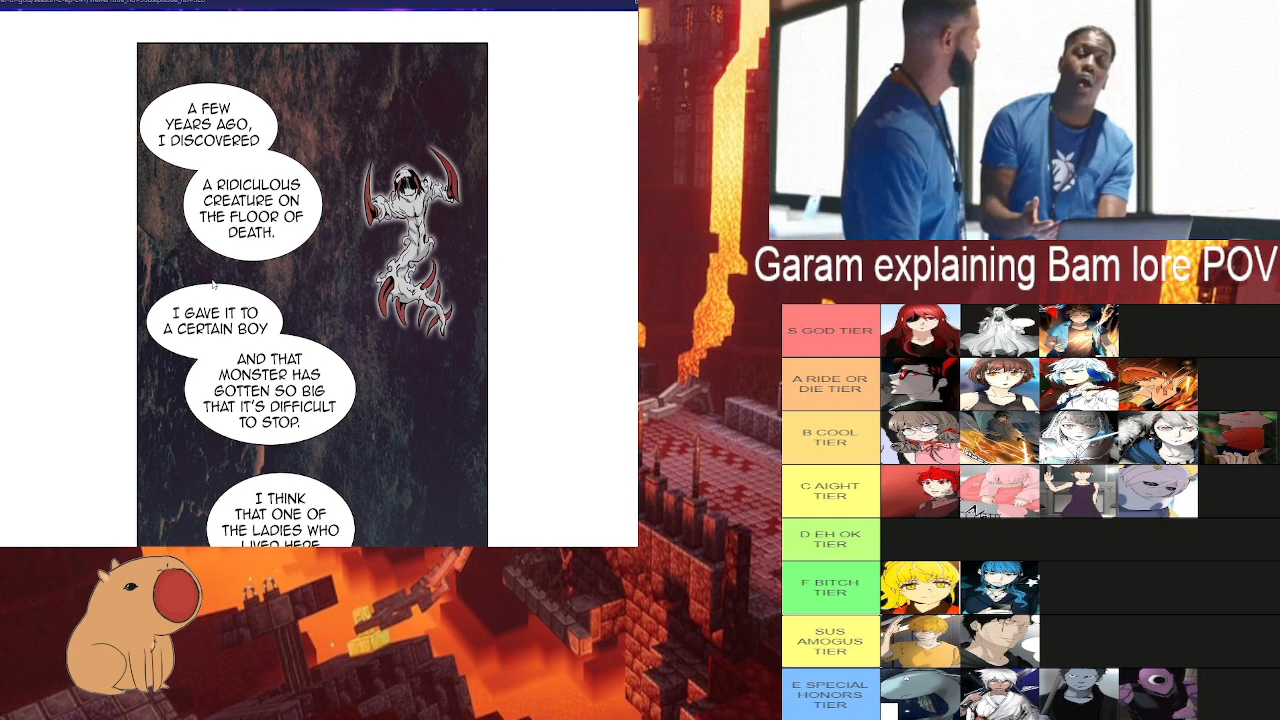 A FEW
YEARS AGO,
I DISCOVERED
A RIDICULOUS
CREATURE ON
THE FLOOR OF
DEATH.
I GAVE IT TO
A CERTAIN BOY
AND THAT
MONSTER HAS
GOTTEN SO BIG
THAT IT'S DIFFICULT
TO STOP.
I THINK
THAT ONE OF
THE LADIES WHO
LIVED HERE
Garam explaining Bam lore POV
S GOD TIER
A RIDE OR
DIE TIER
B COOL
TIER
C AIGHT
TIER
D EH OK
TIER
F BITCH
TIER
SUS
AMOGUS
TIER
E SPECIAL
HONORS
TIER